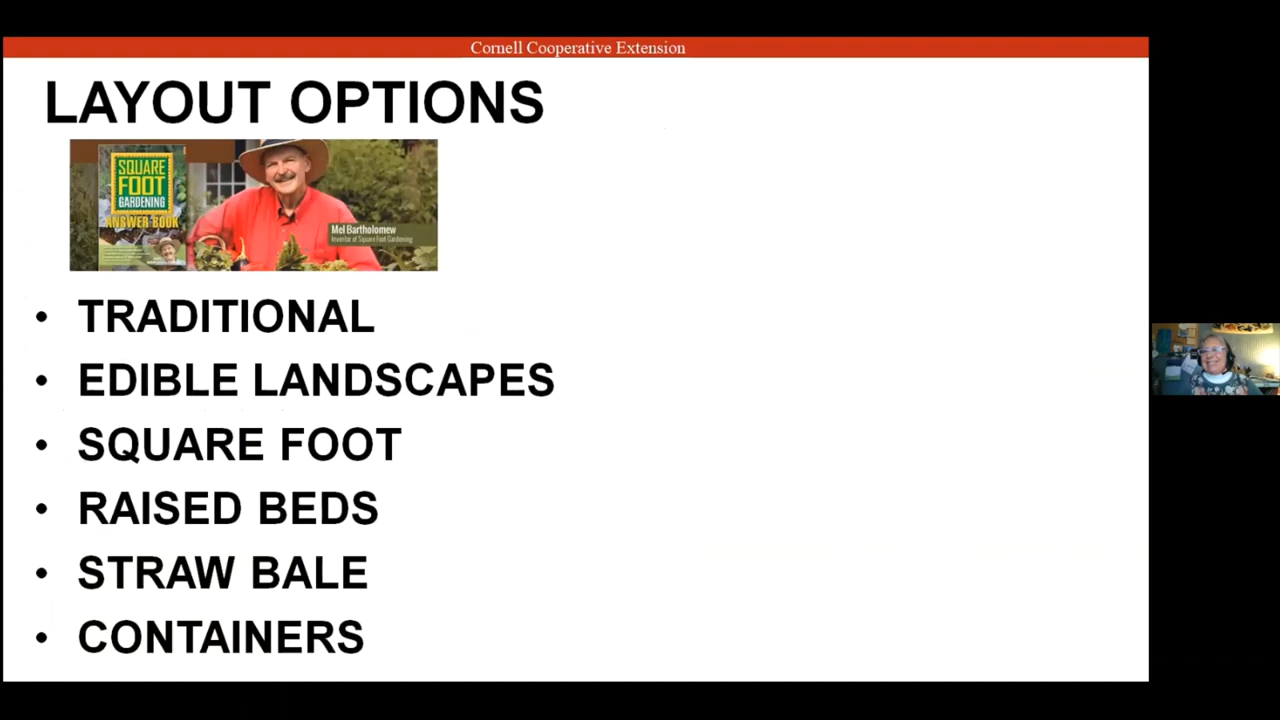 Cornell Cooperative Extension
LAYOUT OPTIONS
SQUARE
FOOT
GARDENING
ANSWER BOOK
Mel Bartholomew
Inventor of Square Foot Gardening
• TRADITIONAL
• EDIBLE LANDSCAPES
• SQUARE FOOT
• RAISED BEDS
• STRAW BALE
• CONTAINERS